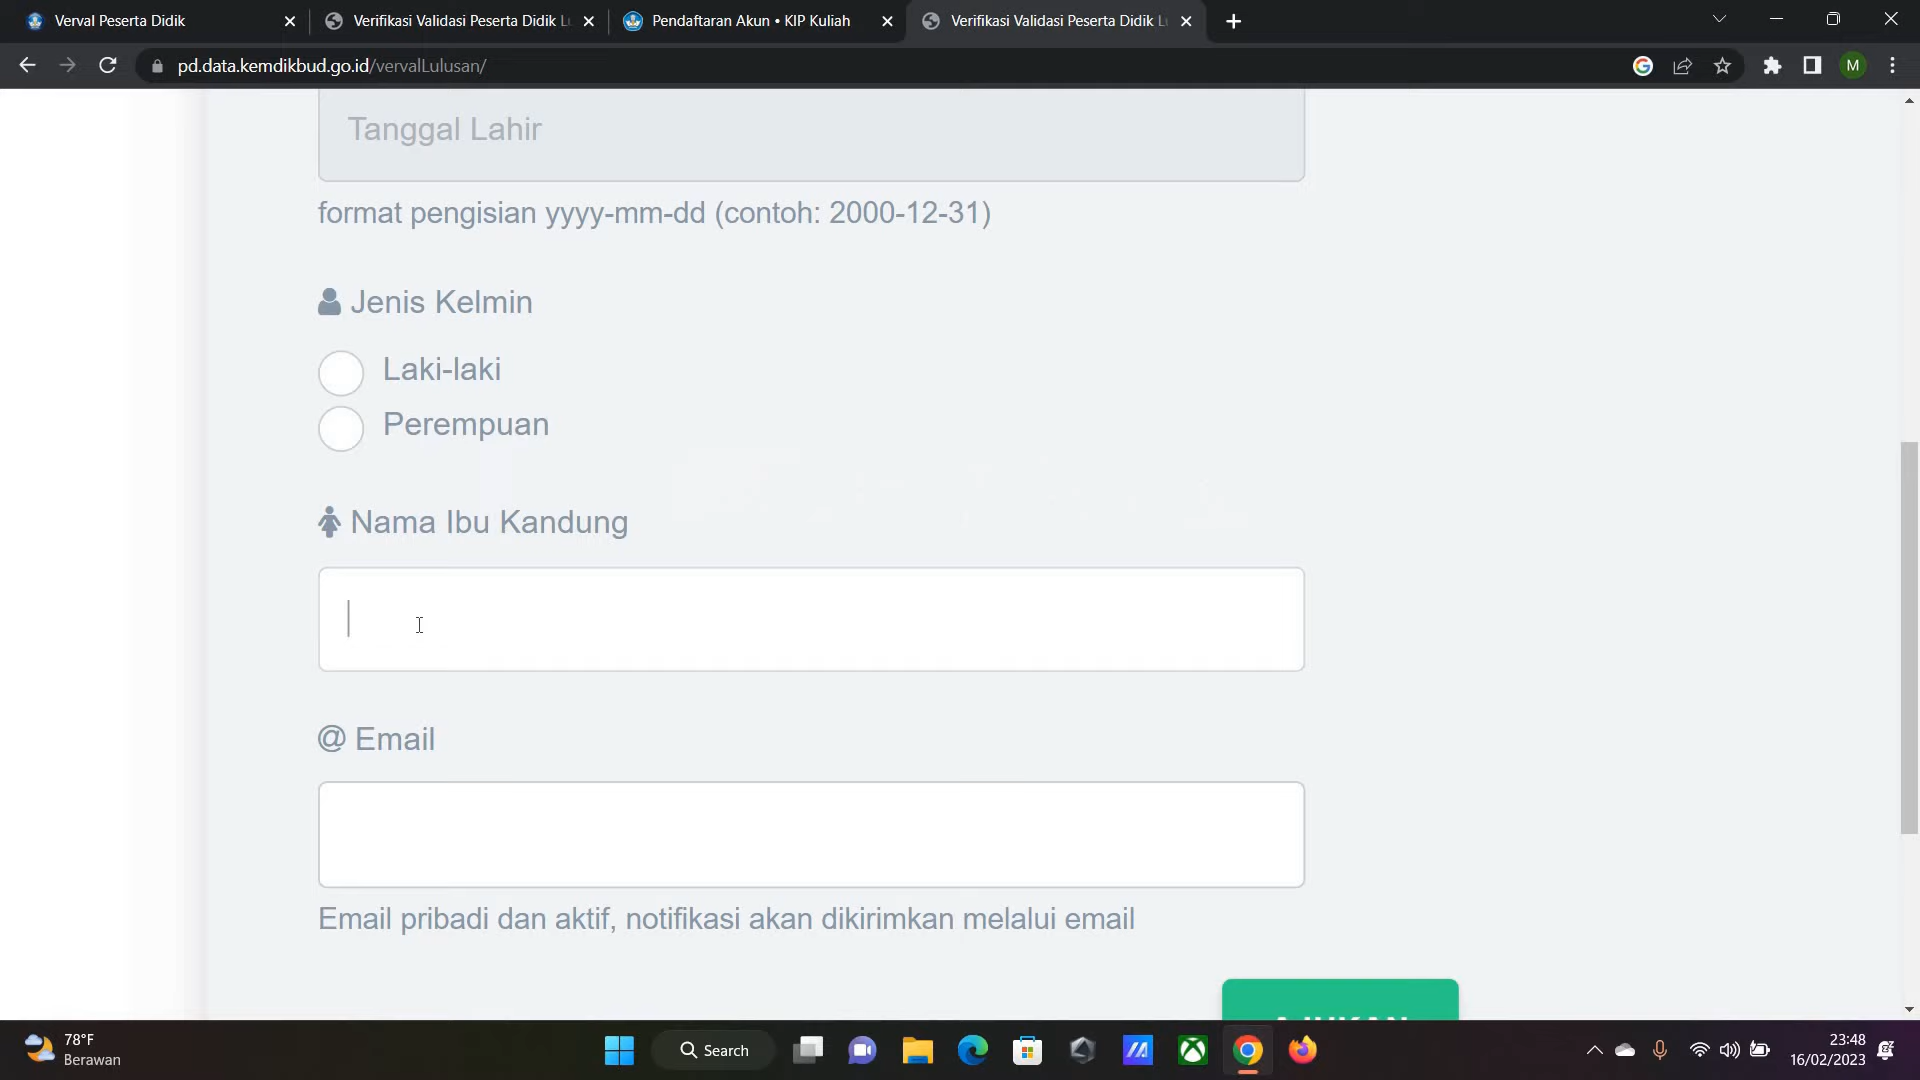 Verval Peserta Didik
Verifikasi Validasi Peserta Didik L
Pendaftaran Akun • KIP Kuliah
Verifikasi Validasi Peserta Didik L
pd.data.kemdikbud.go.id/vervalLulusan/
M
Tanggal Lahir
format pengisian yyyy-mm-dd (contoh: 2000-12-31)
Jenis Kelmin
Laki-laki
Perempuan
Nama Ibu Kandung
@ Email
Email pribadi dan aktif, notifikasi akan dikirimkan melalui email
78°F
Berawan
Search
23:48
16/02/2023